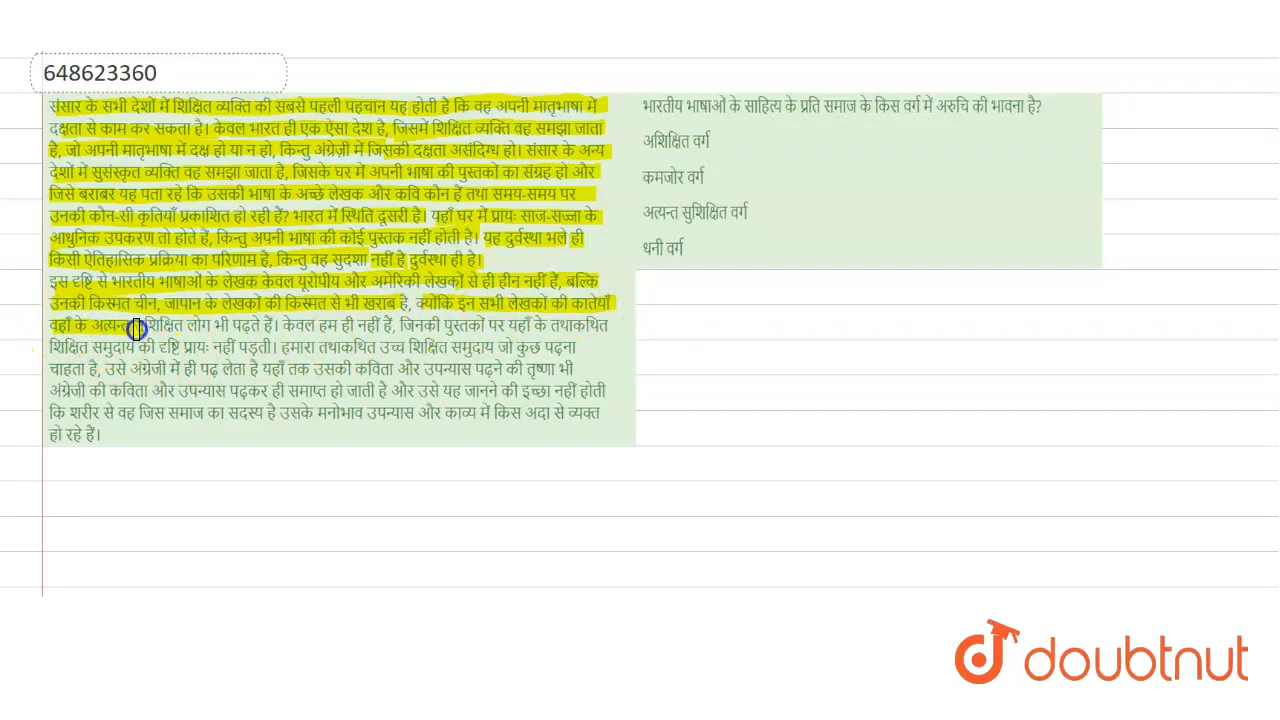 648623360
संसार के सभी देशों में शिक्षित व्यक्ति की सबसे पहली पहचान यह होती है कि वह अपनी मातृभाषा में
दक्षता से काम कर सकता है। केवल भारत ही एक ऐसा देश है, जिसमें शिक्षित व्यक्ति वह समझा जाता
है, जो अपनी मातृभाषा में दक्ष हो या न हो, किन्तु अंग्रेज़ी में जिसकी दक्षता असंदिग्ध हो। संसार के अन्य
देशों में सुसंस्कृत व्यक्ति वह समझा जाता है, जिसके घर में अपनी भाषा की पुस्तकों का संग्रह हो और
जिसे बराबर यह पता रहे कि उसकी भाषा के अच्छे लेखक और कवि कौन हैं तथा समय-समय पर
उनकी कौन-सी कृतियाँ प्रकाशित हो रही हैं? भारत में स्थिति दूसरी है। यहाँ घर में प्रायः साज-सज्जा के
आधुनिक उपकरण तो होते हैं, किन्तु अपनी भाषा की कोई पुस्तक नहीं होती है। यह दुर्वस्था भले ही
किसी ऐतिहासिक प्रक्रिया का परिणाम है, किन्तु वह सुदशा नहीं है दुर्वस्था ही है।
इस दृष्टि से भारतीय भाषाओं के लेखक केवल यूरोपीय और अमेरिकी लेखकों से ही हीन नहीं हैं, बल्कि
उनकी किस्मत चीन, जापान के लेखकों की किस्मत से भी खराब है, क्योंकि इन सभी लेखकों की कातेयाँ
वहाँ के अत्यन्त शिक्षित लोग भी पढ़ते हैं। केवल हम ही नहीं हैं, जिनकी पुस्तकों पर यहाँ के तथाकथित
शिक्षित समुदाय की दृष्टि प्रायः नहीं पड़ती। हमारा तथाकथित उच्च शिक्षित समुदाय जो कुछ पढ़ना
चाहता है, उसे अंग्रेजी में ही पढ़ लेता है यहाँ तक उसकी कविता और उपन्यास पढ़ने की तृष्णा भी
अंग्रेजी की कविता और उपन्यास पढ़कर ही समाप्त हो जाती है और उसे यह जानने की इच्छा नहीं होती
कि शरीर से वह जिस समाज का सदस्य है उसके मनोभाव उपन्यास और काव्य में किस अदा से व्यक्त
हो रहे हैं।
भारतीय भाषाओं के साहित्य के प्रति समाज के किस वर्ग में अरुचि की भावना है?
अशिक्षित वर्ग
कमजोर वर्ग
अत्यन्त सुशिक्षित वर्ग
धनी वर्ग
doubtnut